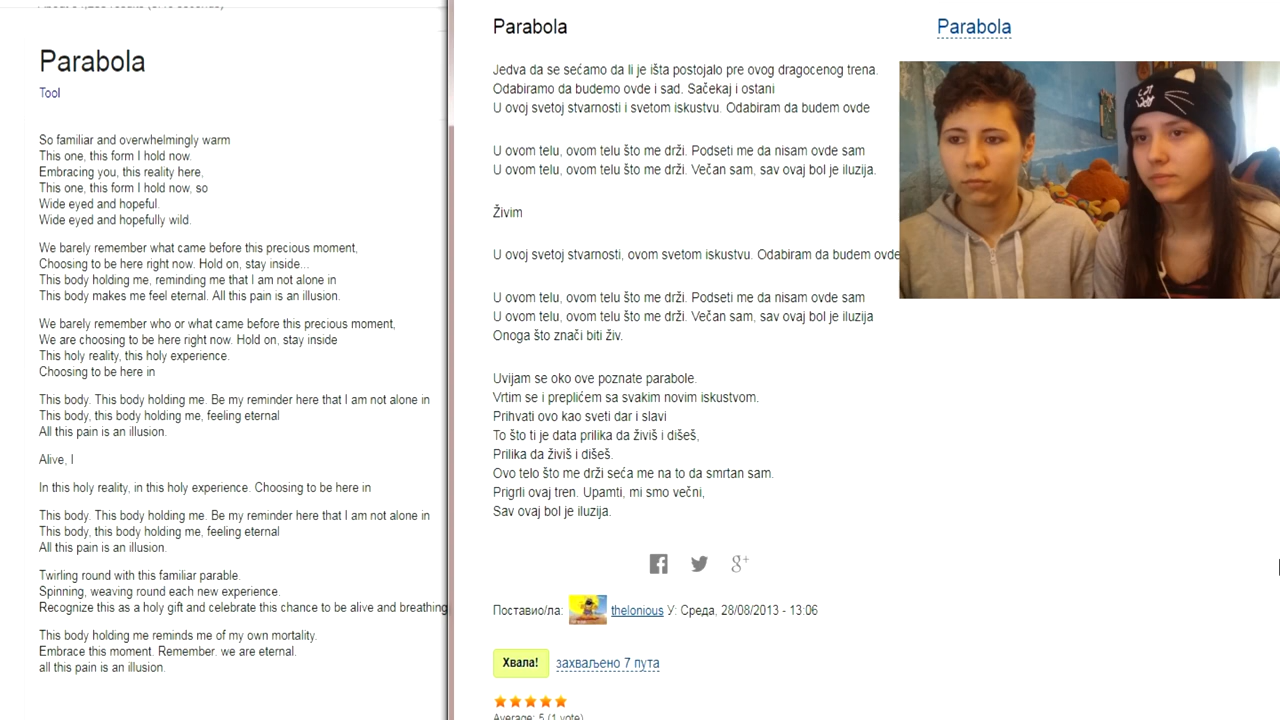 Parabola
Tool
So familiar and overwhelmingly warm
This one, this form I hold now.
Embracing you, this reality here,
This one, this form I hold now, so
Wide eyed and hopeful.
Wide eyed and hopefully wild.
We barely remember what came before this precious moment,
Choosing to be here right now. Hold on, stay inside...
This body holding me, reminding me that I am not alone in
This body makes me feel eternal. All this pain is an illusion.
We barely remember who or what came before this precious moment,
We are choosing to be here right now. Hold on, stay inside
This holy reality, this holy experience.
Choosing to be here in
This body. This body holding me. Be my reminder here that I am not alone in
This body, this body holding me, feeling eternal
All this pain is an illusion.
Alive, I
In this holy reality, in this holy experience. Choosing to be here in
This body. This body holding me. Be my reminder here that I am not alone in
This body, this body holding me, feeling eternal
All this pain is an illusion.
Twirling round with this familiar parable.
Spinning, weaving round each new experience.
Recognize this as a holy gift and celebrate this chance to be alive and breathing
This body holding me reminds me of my own mortality.
Embrace this moment. Remember. we are eternal.
all this pain is an illusion.
Parabola
Jedva da se sećamo da li je išta postojalo pre ovog dragocenog trena.
Odabiramo da budemo ovde i sad. Sačekaj i ostani
U ovoj svetoj stvarnosti i svetom iskustvu. Odabiram da budem ovde
U ovom telu, ovom telu što me drži. Podseti me da nisam ovde sam
U ovom telu, ovom telu što me drži. Večan sam, sav ovaj bol je iluzija.
Živim
U ovoj svetoj stvarnosti, ovom svetom iskustvu. Odabiram da budem ovde
U ovom telu, ovom telu što me drži. Podseti me da nisam ovde sam
U ovom telu, ovom telu što me drži. Večan sam, sav ovaj bol je iluzija
Onoga što znači biti živ.
Uvijam se oko ove poznate parabole.
Vrtim se i preplićem sa svakim novim iskustvom.
Prihvati ovo kao sveti dar i slavi
To što ti je data prilika da živiš i dišeš,
Prilika da živiš i dišeš.
Ovo telo što me drži seća me na to da smrtan sam.
Prigrli ovaj tren. Upamti, mi smo večni,
Sav ovaj bol je iluzija.
g+
Поставио/ла: thelonious У: Среда, 28/08/2013 - 13:06
Хвала! захваљено 7 пута
Average: 5 (1 vote)
Parabola